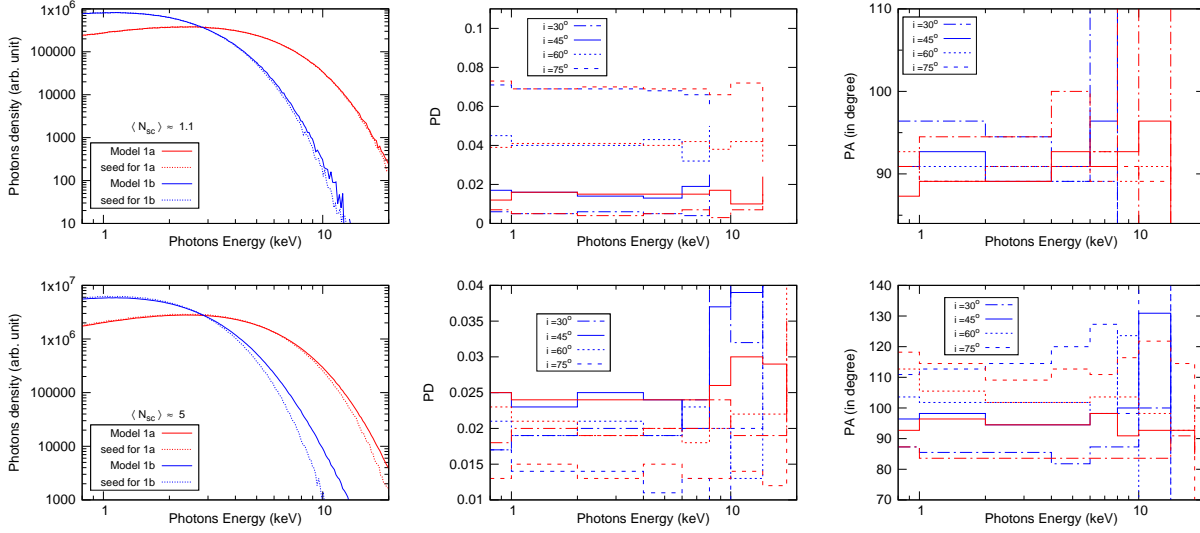 1×10^6
100000
10000
1000
100
10
1
10
Photons density (arb. unit)
Photons Energy (keV)
⟨ N_sc ⟩ ≈ 1.1
Model 1a
seed for 1a
Model 1b
seed for 1b
0.1
0.08
0.06
0.04
0.02
0
1
10
PD
Photons Energy (keV)
i =30°
i =45°
i =60°
i =75°
110
100
90
1
10
PA (in degree)
Photons Energy (keV)
i =30°
i =45°
i =60°
i =75°
1×10^7
1×10^6
100000
10000
1000
1
10
Photons density (arb. unit)
Photons Energy (keV)
⟨ N_sc ⟩ ≈ 5
Model 1a
seed for 1a
Model 1b
seed for 1b
0.04
0.035
0.03
0.025
0.02
0.015
0.01
1
10
PD
Photons Energy (keV)
i =30°
i =45°
i =60°
i =75°
140
130
120
110
100
90
80
70
1
10
PA (in degree)
Photons Energy (keV)
i =30°
i =45°
i =60°
i =75°